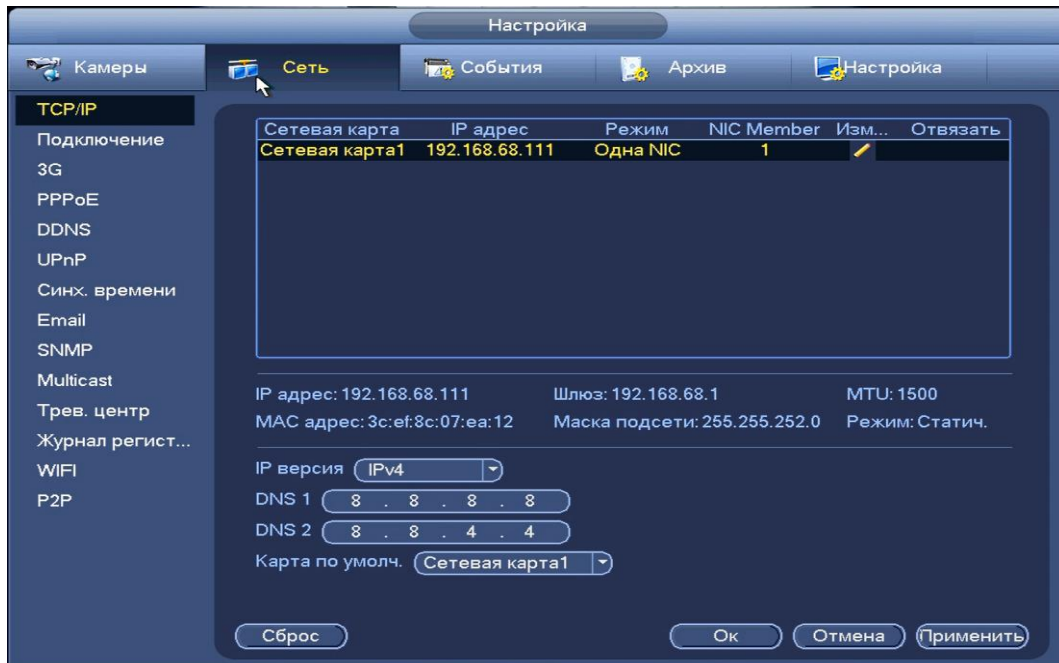 Настройка
Камеры Сеть События Архив Настройка
TCP/IP
Подключение
3G
PPPoE
DDNS
UPnP
Синх. времени
Email
SNMP
Multicast
Трев. центр
Журнал регист...
WIFI
P2P
Сетевая карта IP адрес Режим NIC Member Изм... Отвязать
Сетевая карта1 192.168.68.111 Одна NIC 1
IP адрес: 192.168.68.111 Шлюз: 192.168.68.1 MTU: 1500
MAC адрес: 3c:ef:8c:07:ea:12 Маска подсети: 255.255.252.0 Режим: Статич.
IP версия IPv4
DNS 1 8 . 8 . 8 . 8
DNS 2 8 . 8 . 4 . 4
Карта по умолч. Сетевая карта1
Сброс Ок Отмена Применить